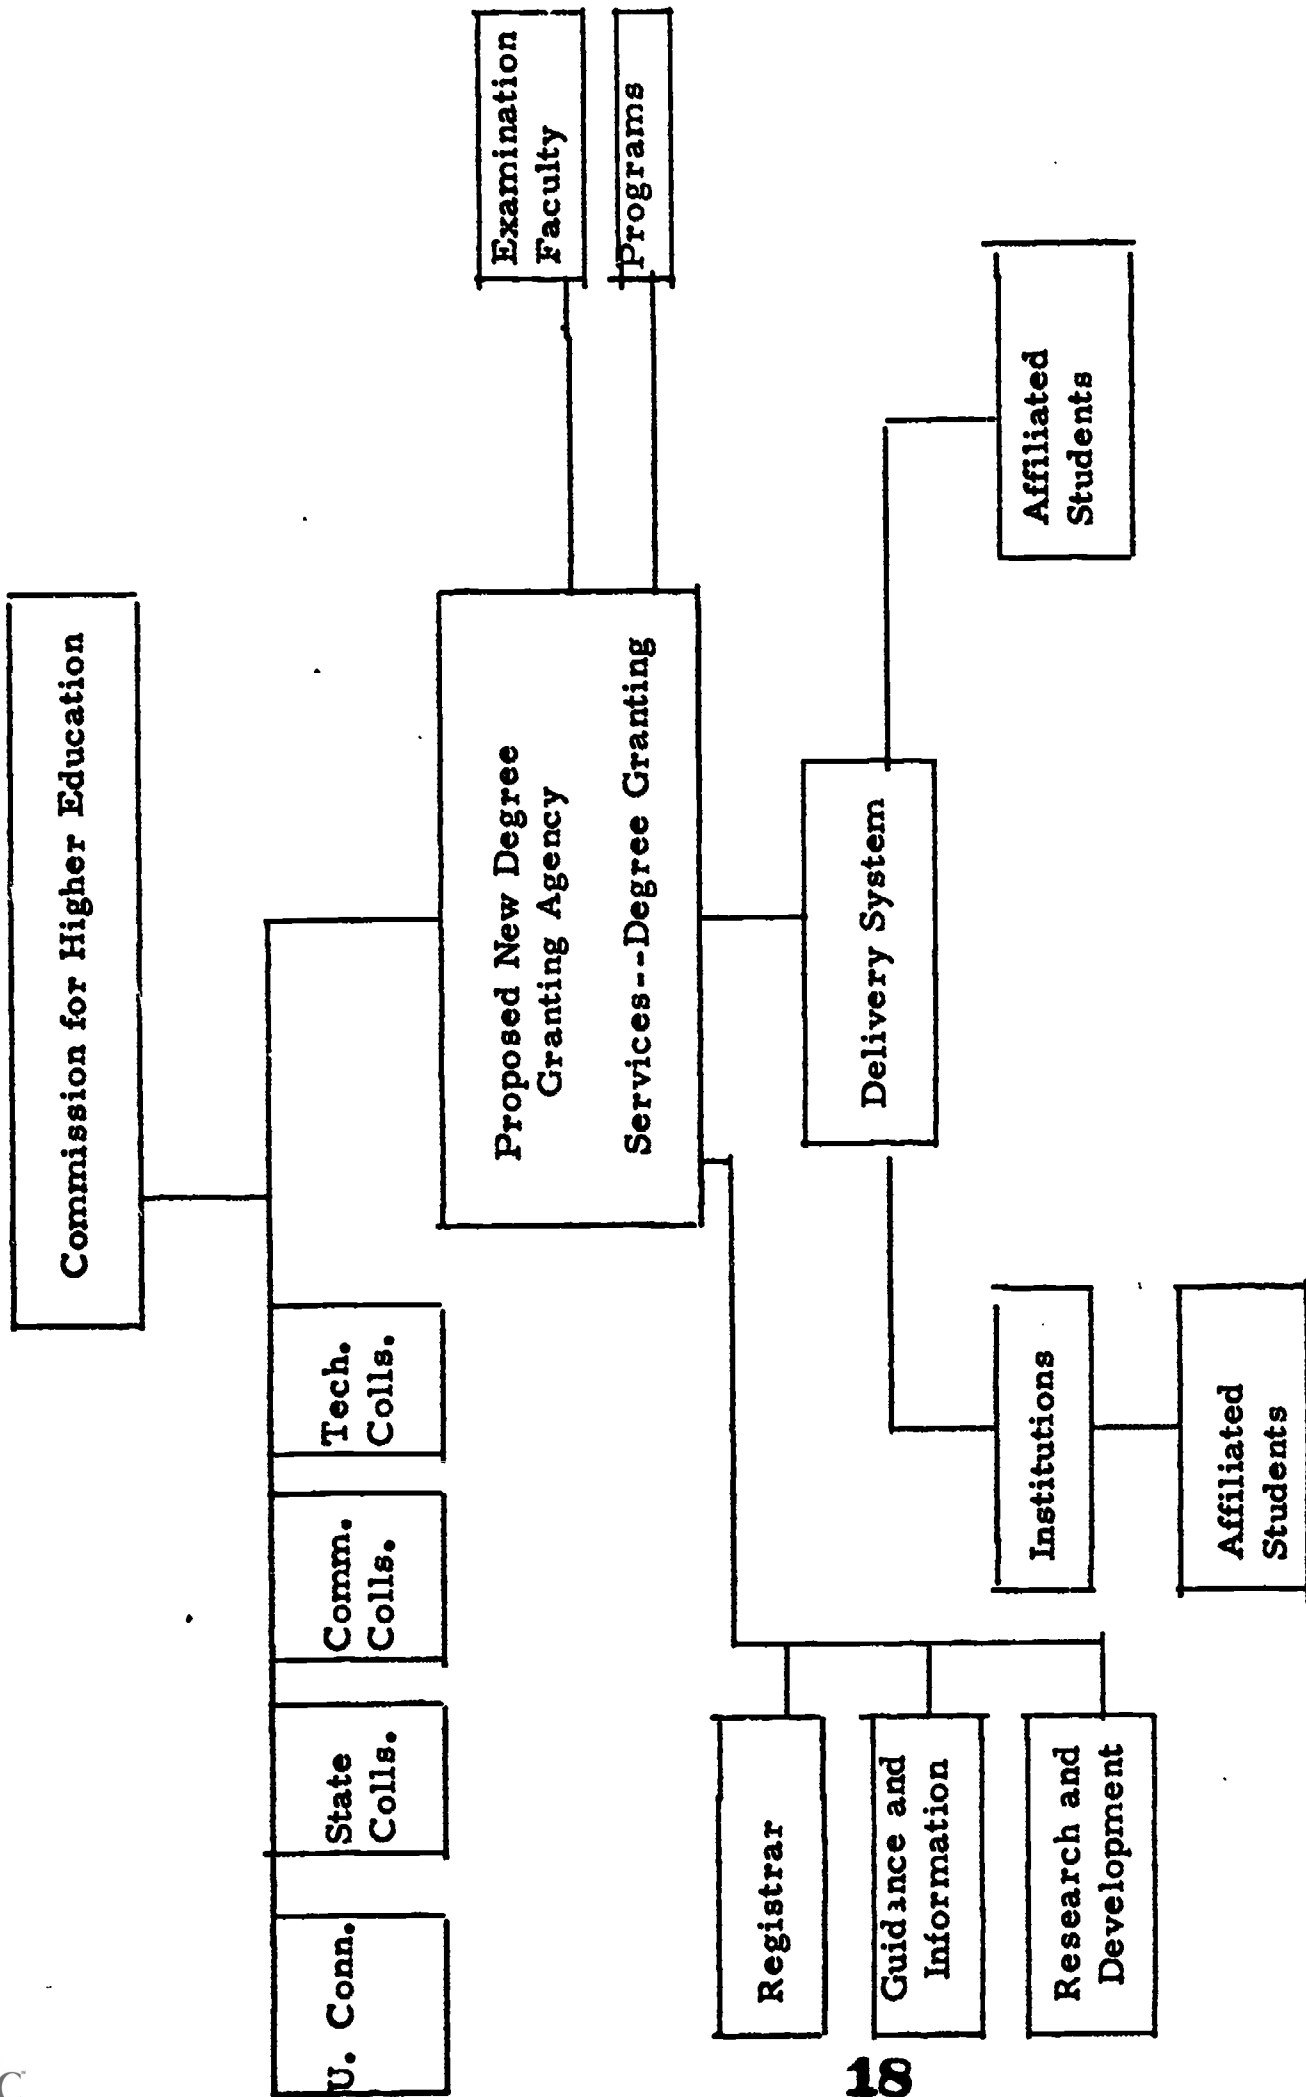 Commission for Higher Education
U. Conn.
State
Colls.
Comm.
Colls.
Tech.
Colls.
Proposed New Degree
Granting Agency
Services--Degree Granting
Examination
Faculty
Programs
Registrar
Guidance and
Information
Research and
Development
Delivery System
Institutions
Affiliated
Students
Affiliated
Students
C